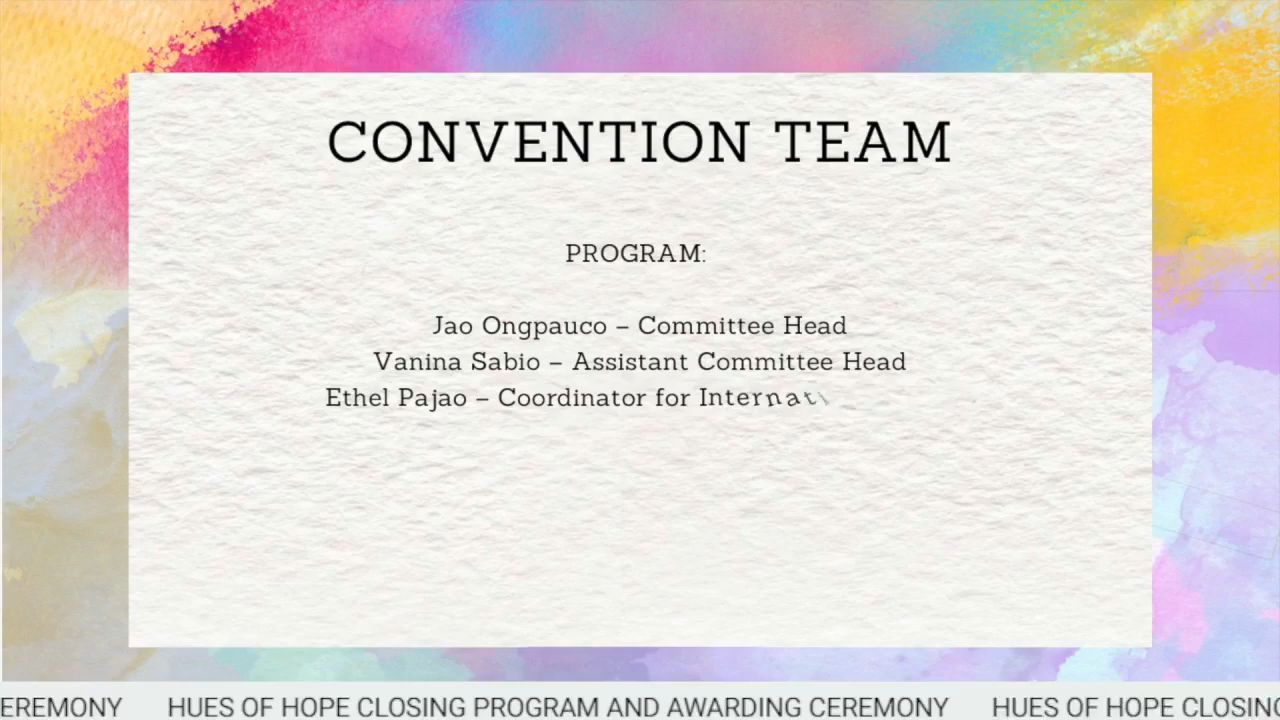 CONVENTION TEAM
PROGRAM:
Jao Ongpauco – Committee Head
Vanina Sabio – Assistant Committee Head
Ethel Pajao – Coordinator for
EREMONY HUES OF HOPE CLOSING PROGRAM AND AWARDING CEREMONY HUES OF HOPE CLOSING